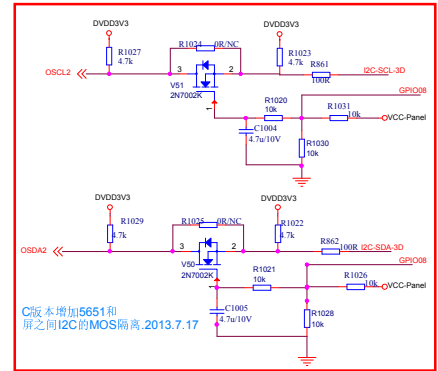 DVDD3V3
DVDD3V3
R1027
4.7k
R1024
0R/NC
R1023
4.7k
OSCL2
3
2
R861
100R
I2C-SCL-3D
V51
2N7002K
1
GPIO08
R1020
10k
R1031
10k
VCC-Panel
C1004
4.7u/10V
R1030
10k
DVDD3V3
DVDD3V3
R1029
4.7k
R1025
0R/NC
R1022
4.7k
OSDA2
3
2
R862
100R
I2C-SDA-3D
V50
2N7002K
1
GPIO08
R1021
10k
R1026
10k
VCC-Panel
C1005
4.7u/10V
R1028
10k
C版本增加5651和
屏之间I2C的MOS隔离.2013.7.17